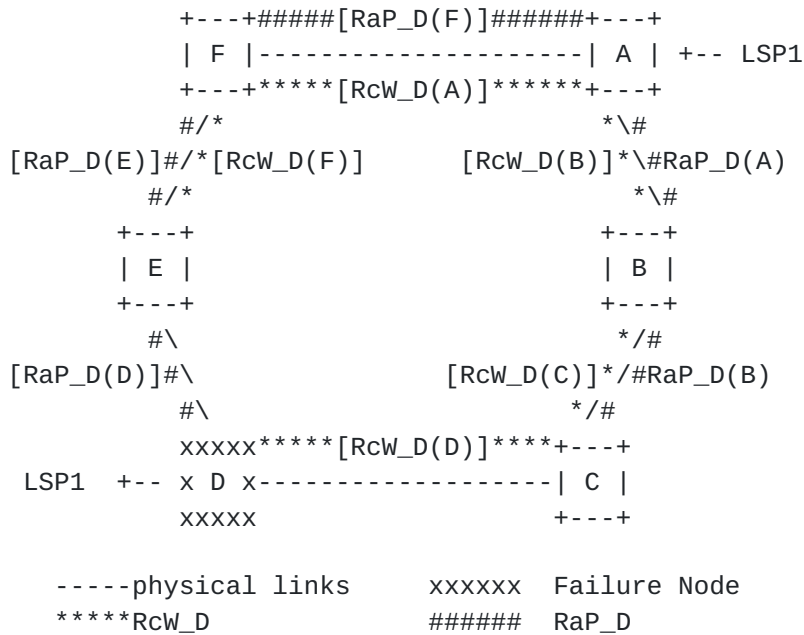 +---+#####[RaP_D(F)]######+---+
| F |---------------------| A | +-- LSP1
+---+*****[RcW_D(A)]******+---+
#/* *\#
[RaP_D(E)]#/*[RcW_D(F)] [RcW_D(B)]*\#RaP_D(A)
#/* *\#
+---+ +---+
| E | | B |
+---+ +---+
#\ */#
[RaP_D(D)]#\ [RcW_D(C)]*/#RaP_D(B)
#\ */#
xxxxx*****[RcW_D(D)]****+---+
LSP1 +-- x D x--------------------| C |
xxxxx +---+
-----physical links xxxxxx Failure Node
*****RcW_D ###### RaP_D